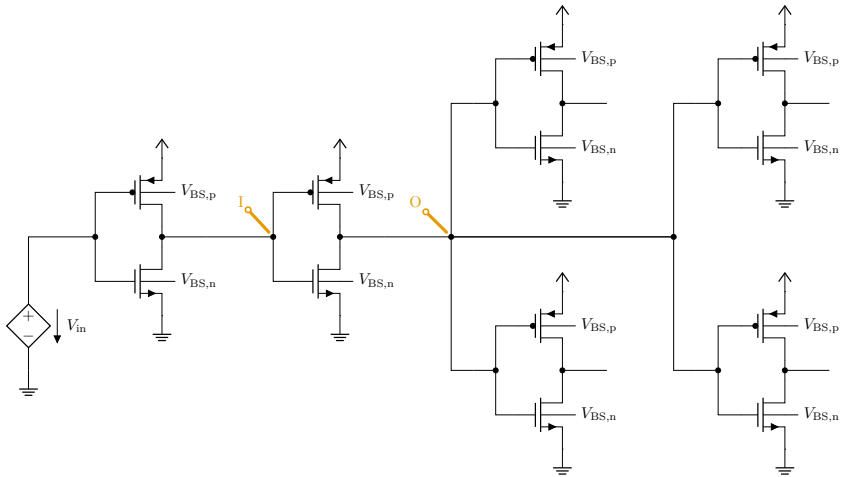 V_BS,p
V_BS,p
V_BS,n
V_BS,n
V_BS,p
V_BS,p
I
O
V_BS,n
V_BS,n
+
−
V_in
V_BS,p
V_BS,p
V_BS,n
V_BS,n